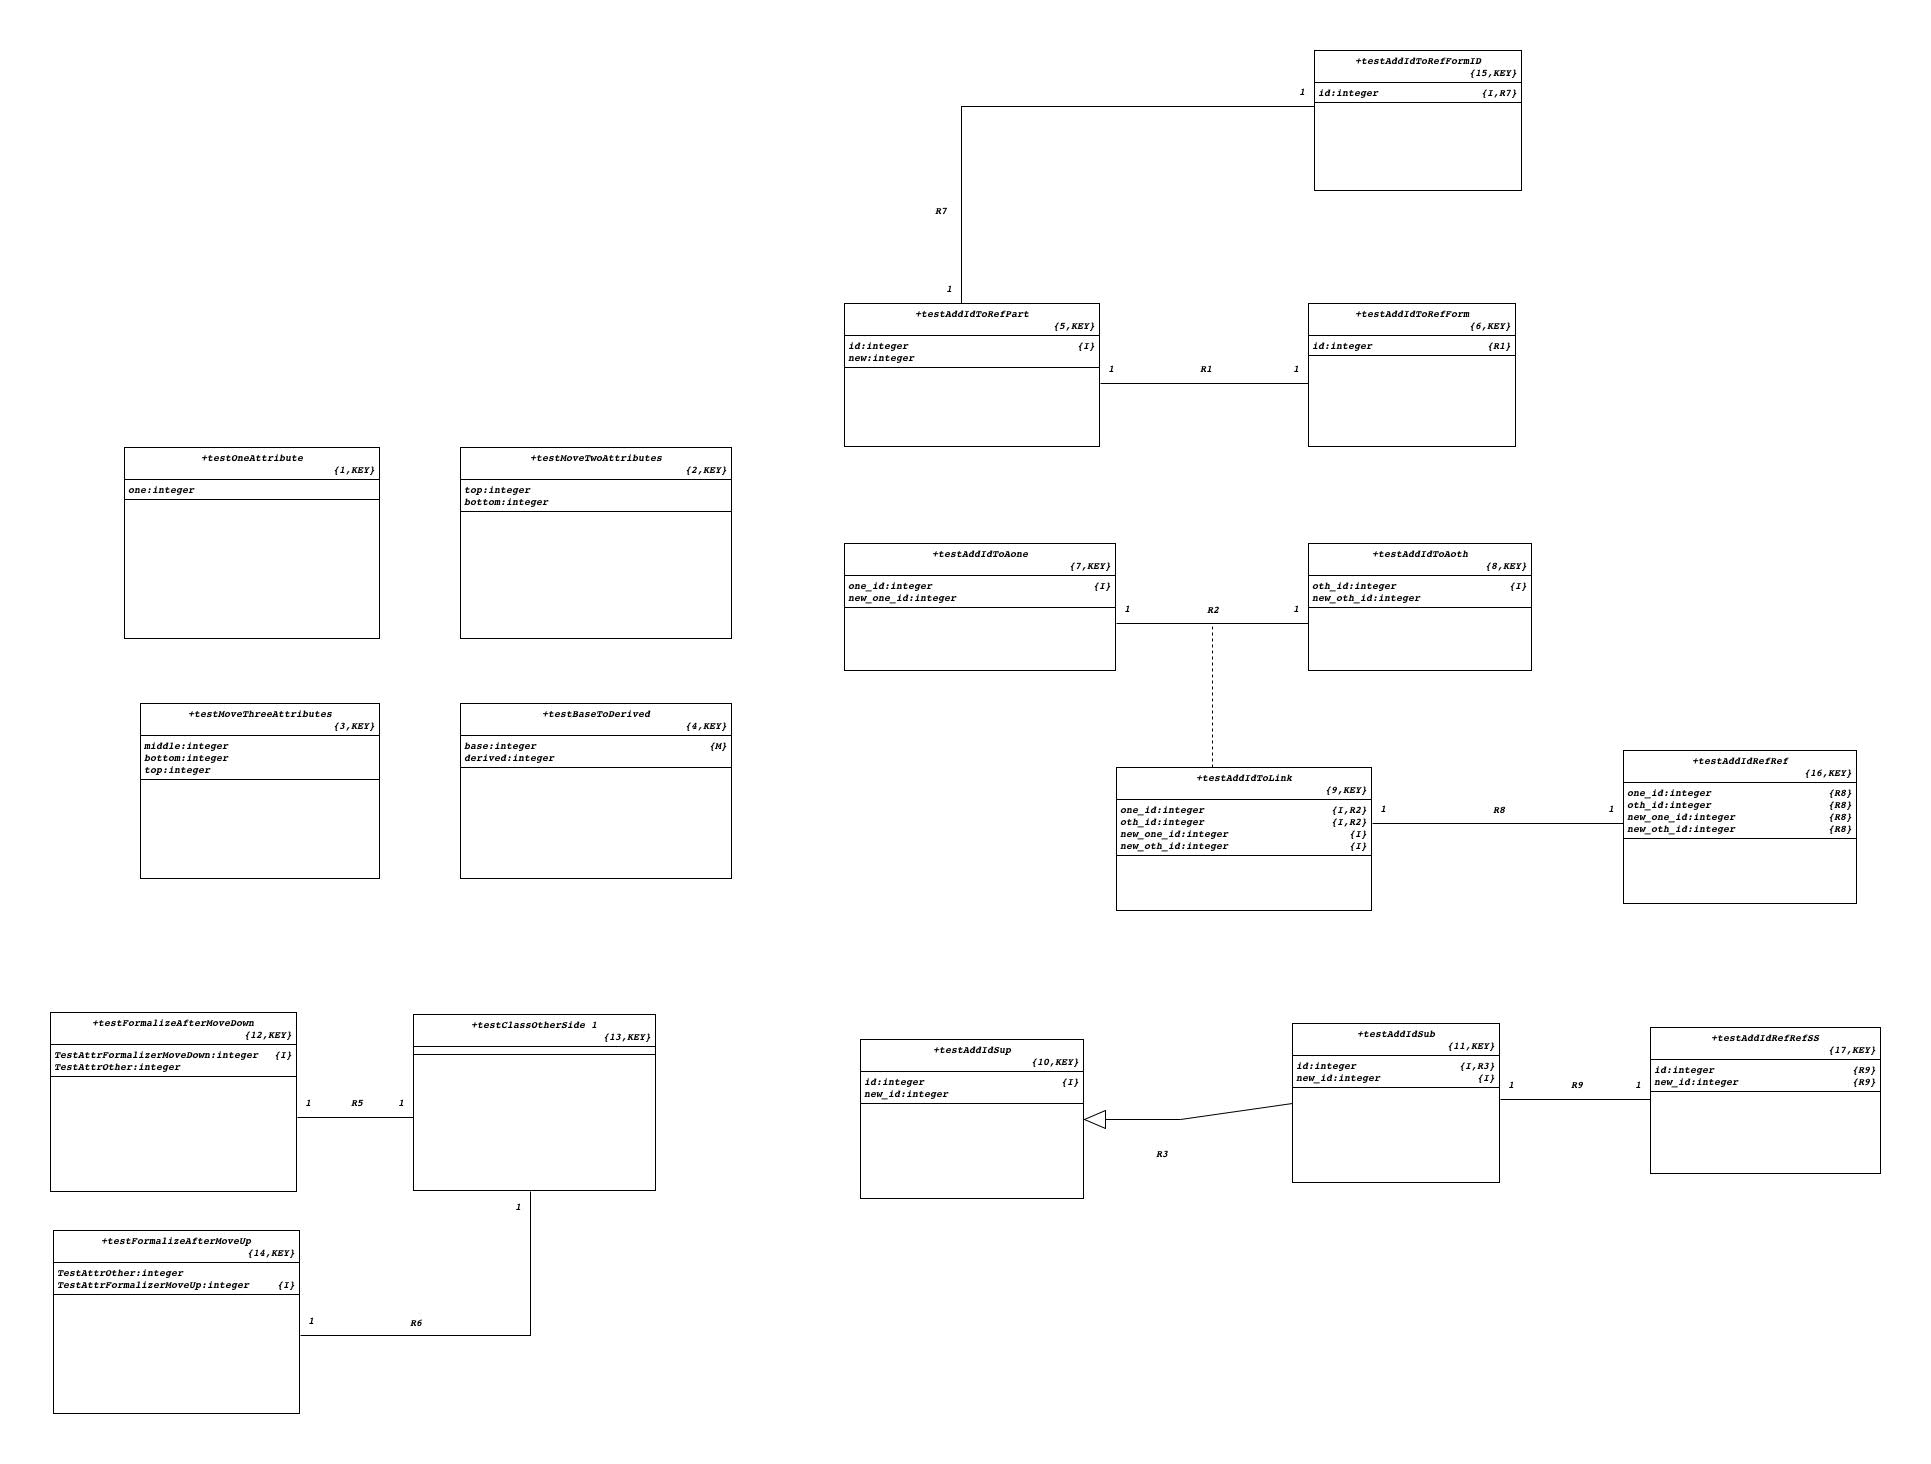 +testAddIdToRefFormID
{15,KEY}
id:integer {I,R7}
1
R7
1
+testAddIdToRefPart
{5,KEY}
id:integer {I}
new:integer
1 R1 1
+testAddIdToRefForm
{6,KEY}
id:integer {R1}
+testOneAttribute
{1,KEY}
one:integer
+testMoveTwoAttributes
{2,KEY}
top:integer
bottom:integer
+testAddIdToAone
{7,KEY}
one_id:integer {I}
new_one_id:integer
1 R2 1
+testAddIdToAoth
{8,KEY}
oth_id:integer {I}
new_oth_id:integer
+testMoveThreeAttributes
{3,KEY}
middle:integer
bottom:integer
top:integer
+testBaseToDerived
{4,KEY}
base:integer {M}
derived:integer
+testAddIdToLink
{9,KEY}
one_id:integer {I,R2}
oth_id:integer {I,R2}
new_one_id:integer {I}
new_oth_id:integer {I}
1 R8 1
+testAddIdRefRef
{16,KEY}
one_id:integer {R8}
oth_id:integer {R8}
new_one_id:integer {R8}
new_oth_id:integer {R8}
+testFormalizeAfterMoveDown
{12,KEY}
TestAttrFormalizerMoveDown:integer {I}
TestAttrOther:integer
1 R5 1
+testClassOtherSide 1
{13,KEY}
1
+testFormalizeAfterMoveUp
{14,KEY}
TestAttrOther:integer
TestAttrFormalizerMoveUp:integer {I}
1 R6
+testAddIdSup
{10,KEY}
id:integer {I}
new_id:integer
R3
+testAddIdSub
{11,KEY}
id:integer {I,R3}
new_id:integer {I}
1 R9 1
+testAddIdRefRefSS
{17,KEY}
id:integer {R9}
new_id:integer {R9}